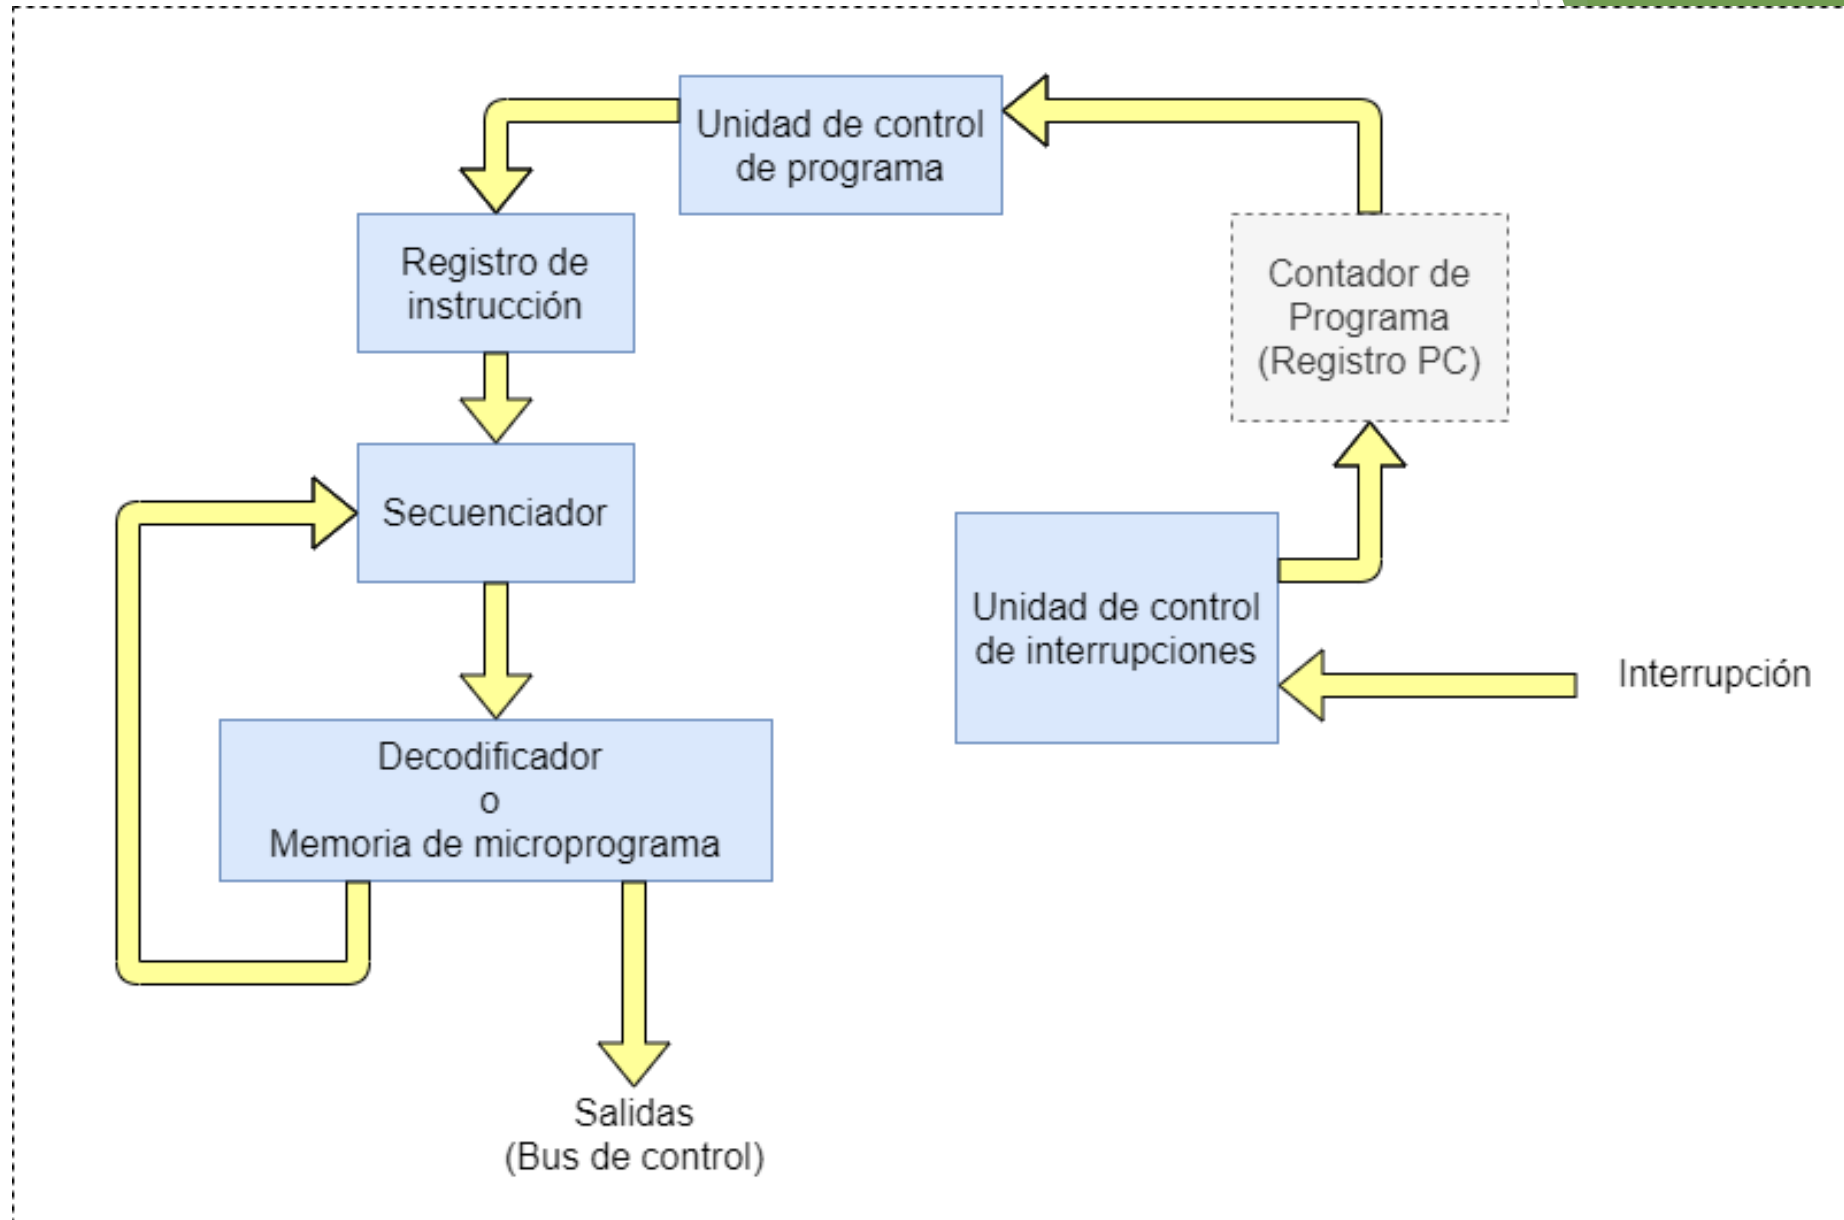 Unidad de control
de programa
Registro de
instrucción
Contador de
Programa
(Registro PC)
Secuenciador
Unidad de control
de interrupciones
Interrupción
Decodificador
o
Memoria de microprograma
Salidas
(Bus de control)